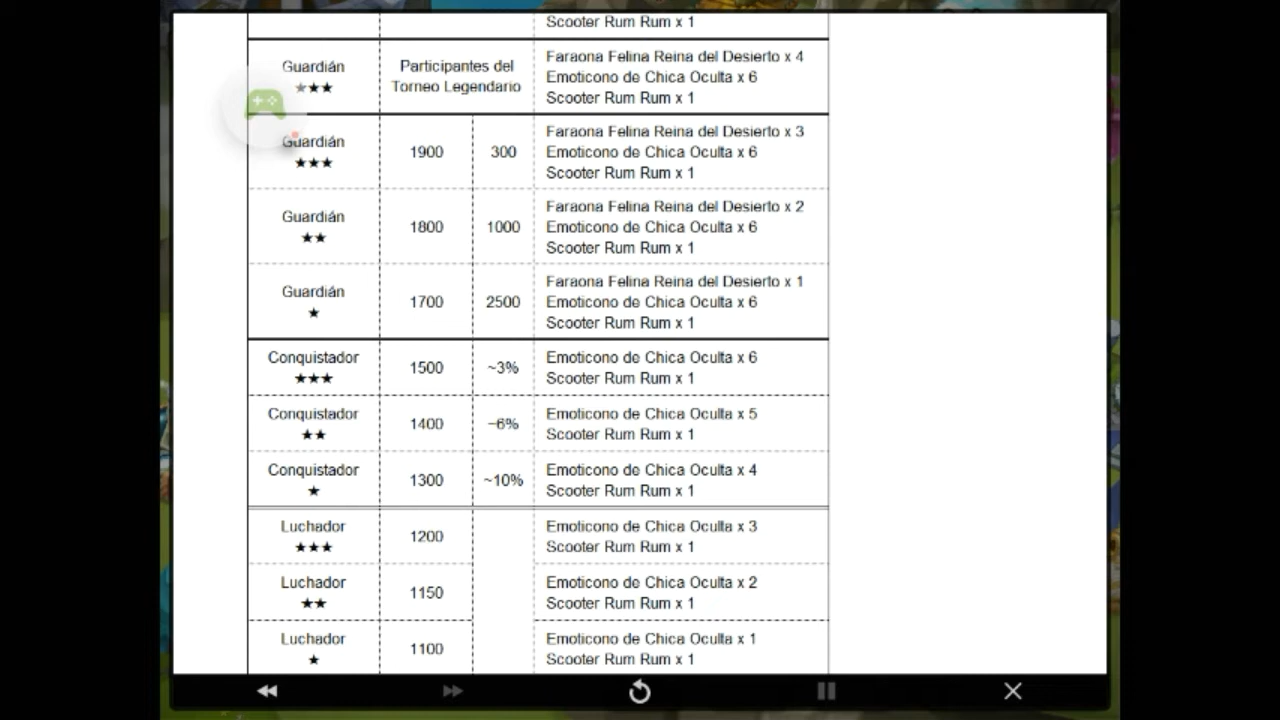 Scooter Rum Rum x 1
Guardián
★★★
Participantes del
Torneo Legendario
Faraona Felina Reina del Desierto x 4
Emoticono de Chica Oculta x 6
Scooter Rum Rum x 1
Guardián
★★★
1900
300
Faraona Felina Reina del Desierto x 3
Emoticono de Chica Oculta x 6
Scooter Rum Rum x 1
Guardián
★★
1800
1000
Faraona Felina Reina del Desierto x 2
Emoticono de Chica Oculta x 6
Scooter Rum Rum x 1
Guardián
★
1700
2500
Faraona Felina Reina del Desierto x 1
Emoticono de Chica Oculta x 6
Scooter Rum Rum x 1
Conquistador
★★★
1500
~3%
Emoticono de Chica Oculta x 6
Scooter Rum Rum x 1
Conquistador
★★
1400
~6%
Emoticono de Chica Oculta x 5
Scooter Rum Rum x 1
Conquistador
★
1300
~10%
Emoticono de Chica Oculta x 4
Scooter Rum Rum x 1
Luchador
★★★
1200
Emoticono de Chica Oculta x 3
Scooter Rum Rum x 1
Luchador
★★
1150
Emoticono de Chica Oculta x 2
Scooter Rum Rum x 1
Luchador
★
1100
Emoticono de Chica Oculta x 1
Scooter Rum Rum x 1